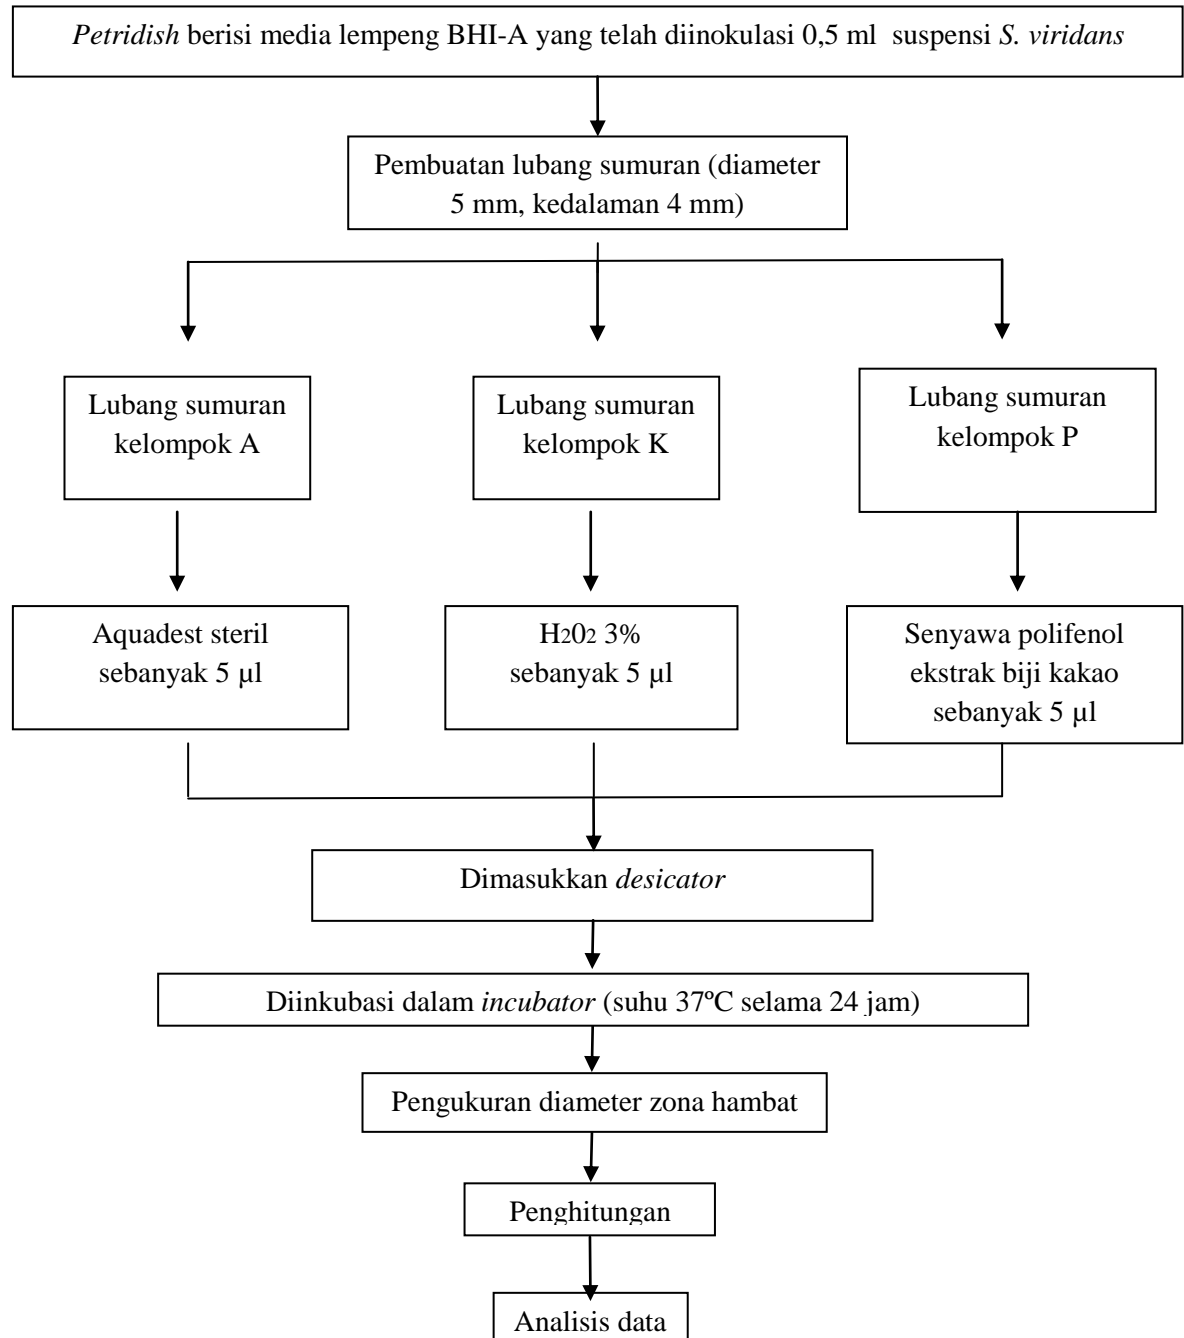 Petridish berisi media lempeng BHI-A yang telah diinokulasi 0,5 ml suspensi S. viridans
Pembuatan lubang sumuran (diameter
5 mm, kedalaman 4 mm)
Lubang sumuran
kelompok A
Lubang sumuran
kelompok K
Lubang sumuran
kelompok P
Aquadest steril
sebanyak 5 µl
H202 3%
sebanyak 5 µl
Senyawa polifenol
ekstrak biji kakao
sebanyak 5 µl
Dimasukkan desicator
Diinkubasi dalam incubator (suhu 37ºC selama 24 jam)
Pengukuran diameter zona hambat
Penghitungan
Analisis data